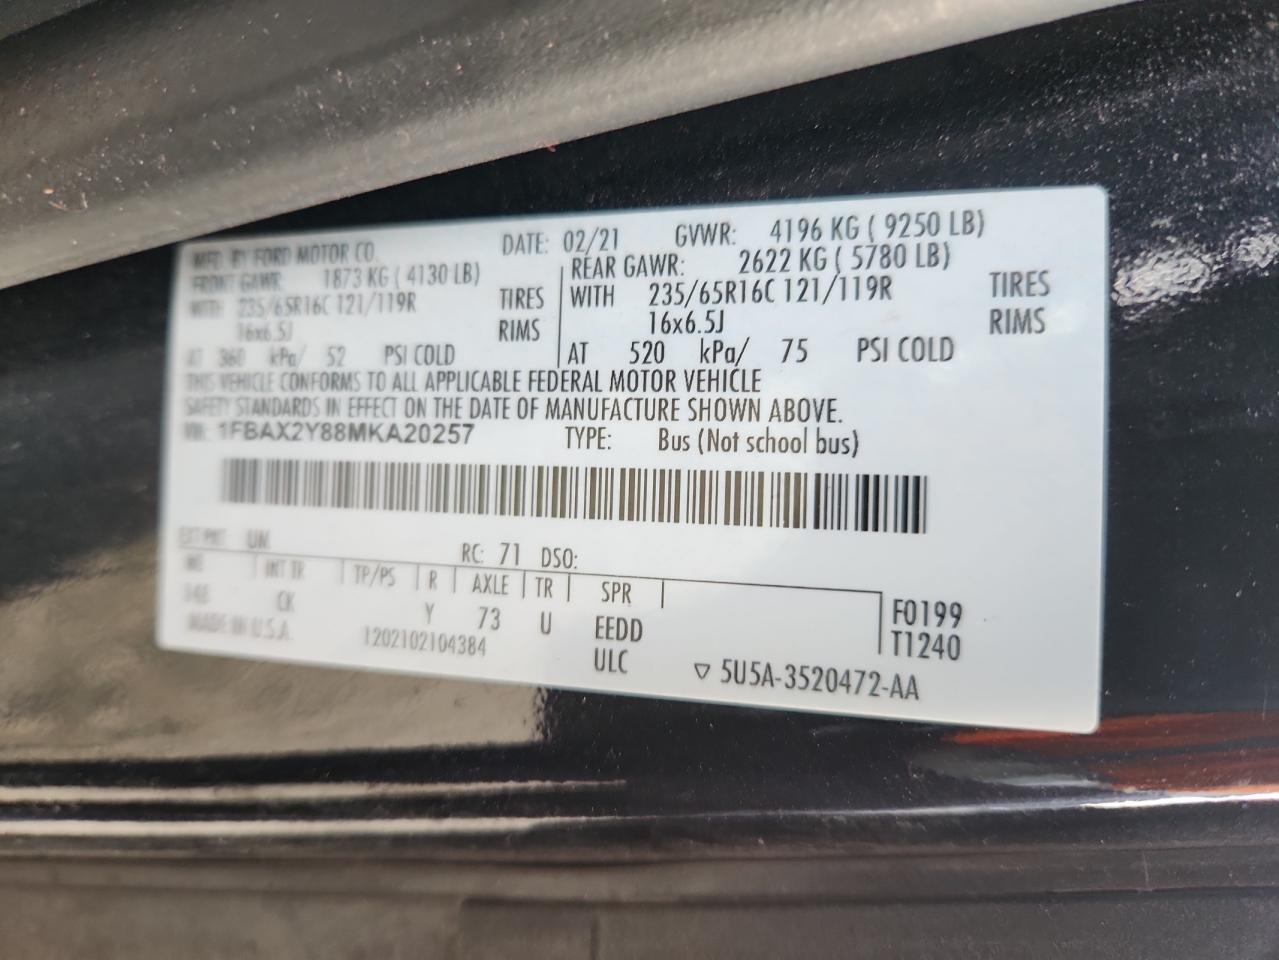 MFD. BY FORD MOTOR CO. DATE: 02/21 GVWR: 4196 KG ( 9250 LB)
FRONT GAWR: 1873 KG ( 4130 LB) REAR GAWR: 2622 KG ( 5780 LB)
WITH 235/65R16C 121/119R TIRES WITH 235/65R16C 121/119R TIRES
16x6.5J RIMS 16x6.5J RIMS
AT 360 kPa/ 52 PSI COLD AT 520 kPa/ 75 PSI COLD
THIS VEHICLE CONFORMS TO ALL APPLICABLE FEDERAL MOTOR VEHICLE
SAFETY STANDARDS IN EFFECT ON THE DATE OF MANUFACTURE SHOWN ABOVE.
VIN: 1FBAX2Y88MKA20257 TYPE: Bus (Not school bus)
EXT PNT: UM RC: 71 DSO:
WB INT TR TP/PS R AXLE TR SPR
148 CK Y 73 U EEDD F0199
MADE IN U.S.A. 1202102104384 ULC T1240
▽ 5U5A-3520472-AA